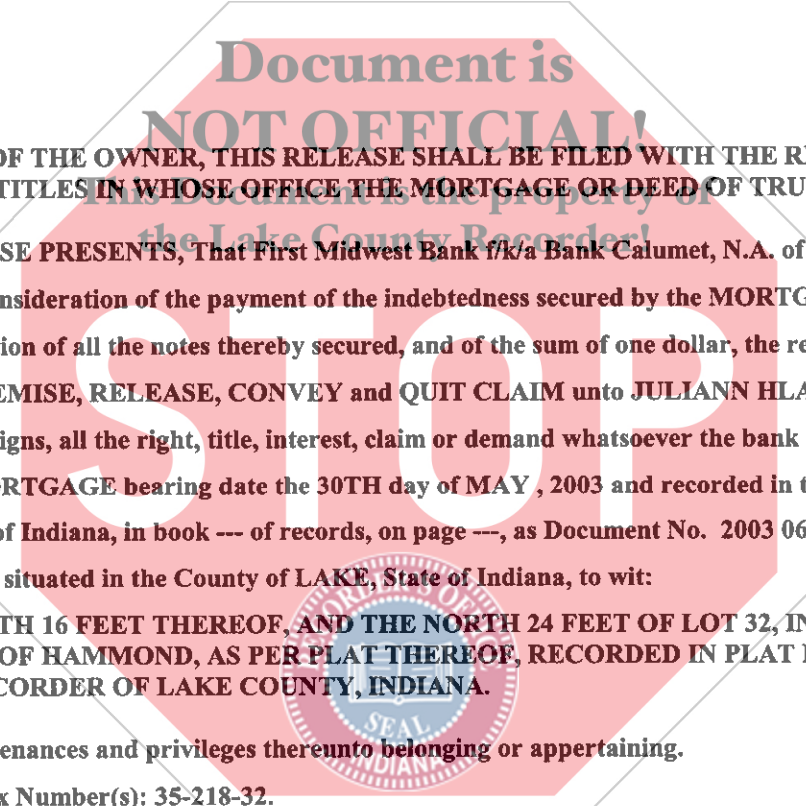 Document is
NOT OFFICIAL!
OF THE OWNER, THIS RELEASE SHALL BE FILED WITH THE R
TITLES IN WHOSE OFFICE THE MORTGAGE OR DEED OF TRU
This Document is the property of
the Lake County Recorder!
SE PRESENTS, That First Midwest Bank f/k/a Bank Calumet, N.A. of
nsideration of the payment of the indebtedness secured by the MORTG
STOP
ion of all the notes thereby secured, and of the sum of one dollar, the re
EMISE, RELEASE, CONVEY and QUIT CLAIM unto JULIANN HLA
igns, all the right, title, interest, claim or demand whatsoever the bank
RTGAGE bearing date the 30TH day of MAY , 2003 and recorded in t
of Indiana, in book --- of records, on page ---, as Document No. 2003 06
situated in the County of LAKE, State of Indiana, to wit:
TH 16 FEET THEREOF, AND THE NORTH 24 FEET OF LOT 32, IN
OF HAMMOND, AS PER PLAT THEREOF, RECORDED IN PLAT
CORDER OF LAKE COUNTY, INDIANA.
RECORDER'S OFFICE
SEAL
INDIANA
enances and privileges thereunto belonging or appertaining.
x Number(s): 35-218-32.